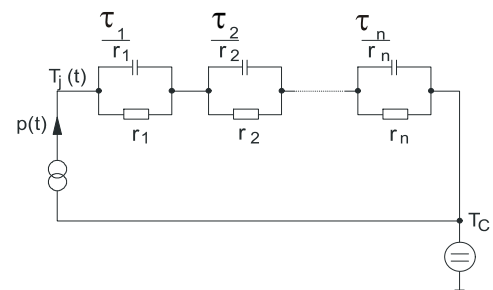 τ1 τ2 τn
r1 r2 rn
Tj (t)
p(t)
r1 r2 rn
TC